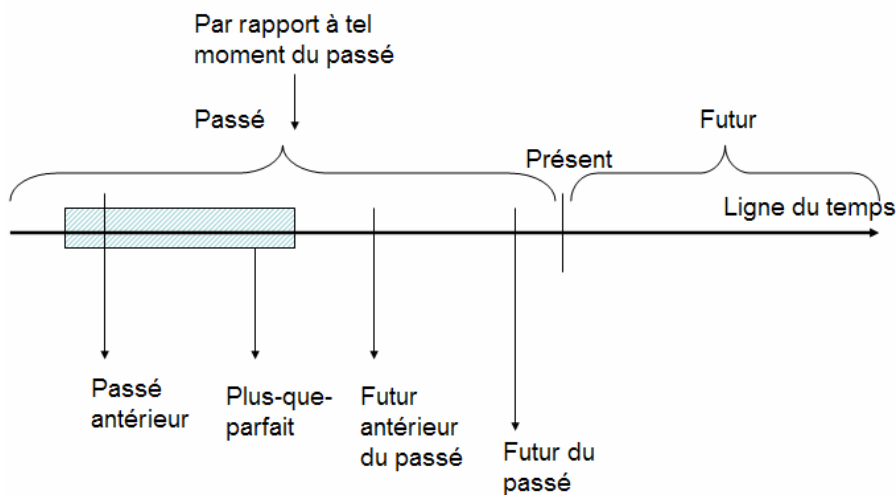 Par rapport à tel
moment du passé
Passé
Futur
Présent
Ligne du temps
Passé
antérieur
Plus-que-
parfait
Futur
antérieur
du passé
Futur du
passé